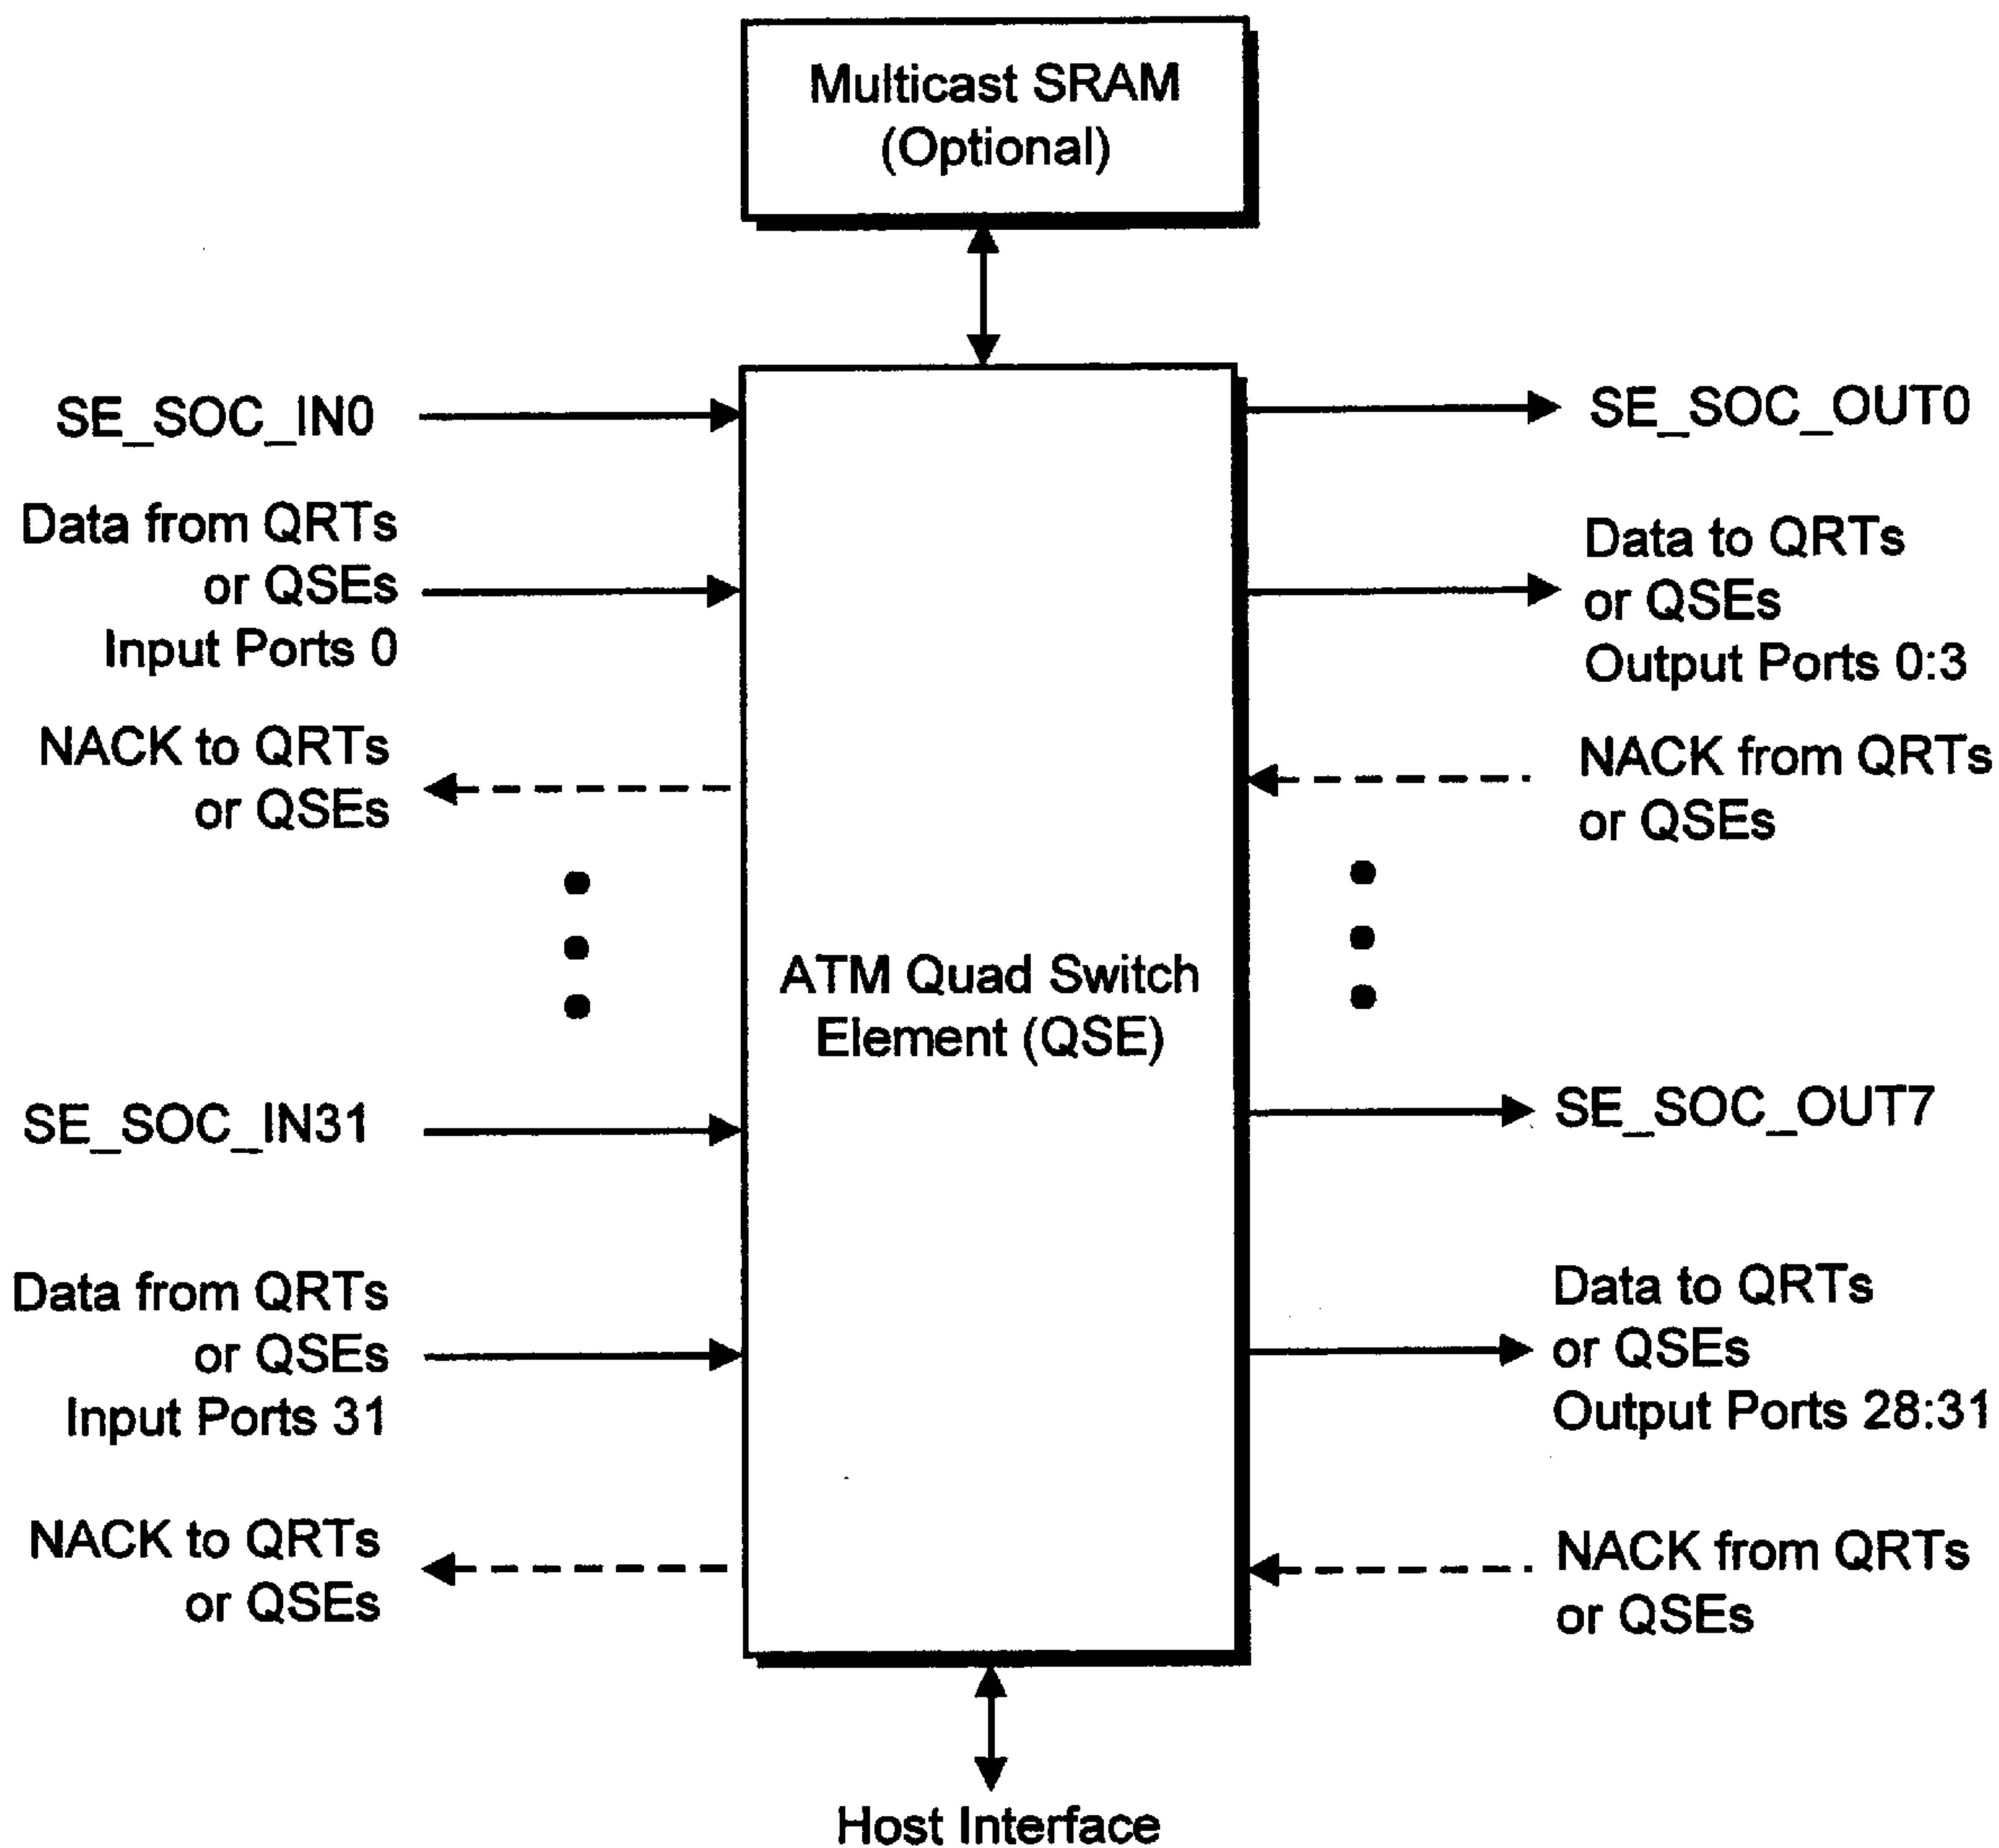 Multicast SRAM
(Optional)
SE_SOC_IN0
SE_SOC_OUT0
Data from QRTs
or QSEs
Input Ports 0
Data to QRTs
or QSEs
Output Ports 0:3
NACK to QRTs
or QSEs
NACK from QRTs
or QSEs
ATM Quad Switch
Element (QSE)
SE_SOC_IN31
SE_SOC_OUT7
Data from QRTs
or QSEs
Input Ports 31
Data to QRTs
or QSEs
Output Ports 28:31
NACK to QRTs
or QSEs
NACK from QRTs
or QSEs
Host Interface